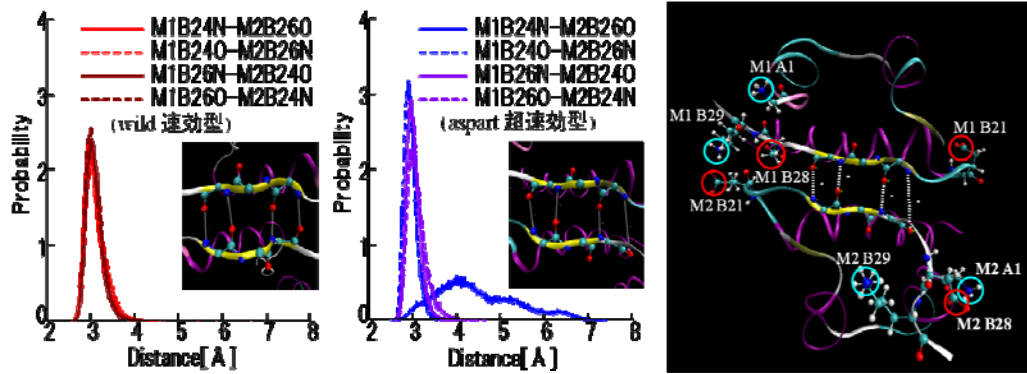 Probability
4
3
2
1
0
2
3
4
5
6
7
8
Distance[Å]
M1B24N-M2B26O
M1B24O-M2B26N
M1B26N-M2B24O
M1B26O-M2B24N
(wild 速効型)
Probability
4
3
2
1
0
2
3
4
5
6
7
8
Distance[Å]
M1B24N-M2B26O
M1B24O-M2B26N
M1B26N-M2B24O
M1B26O-M2B24N
(aspart 超速効型)
M1 A1
M1 B29
M1 B21
M1 B28
M2 B21
M2 B29
M2 A1
M2 B28